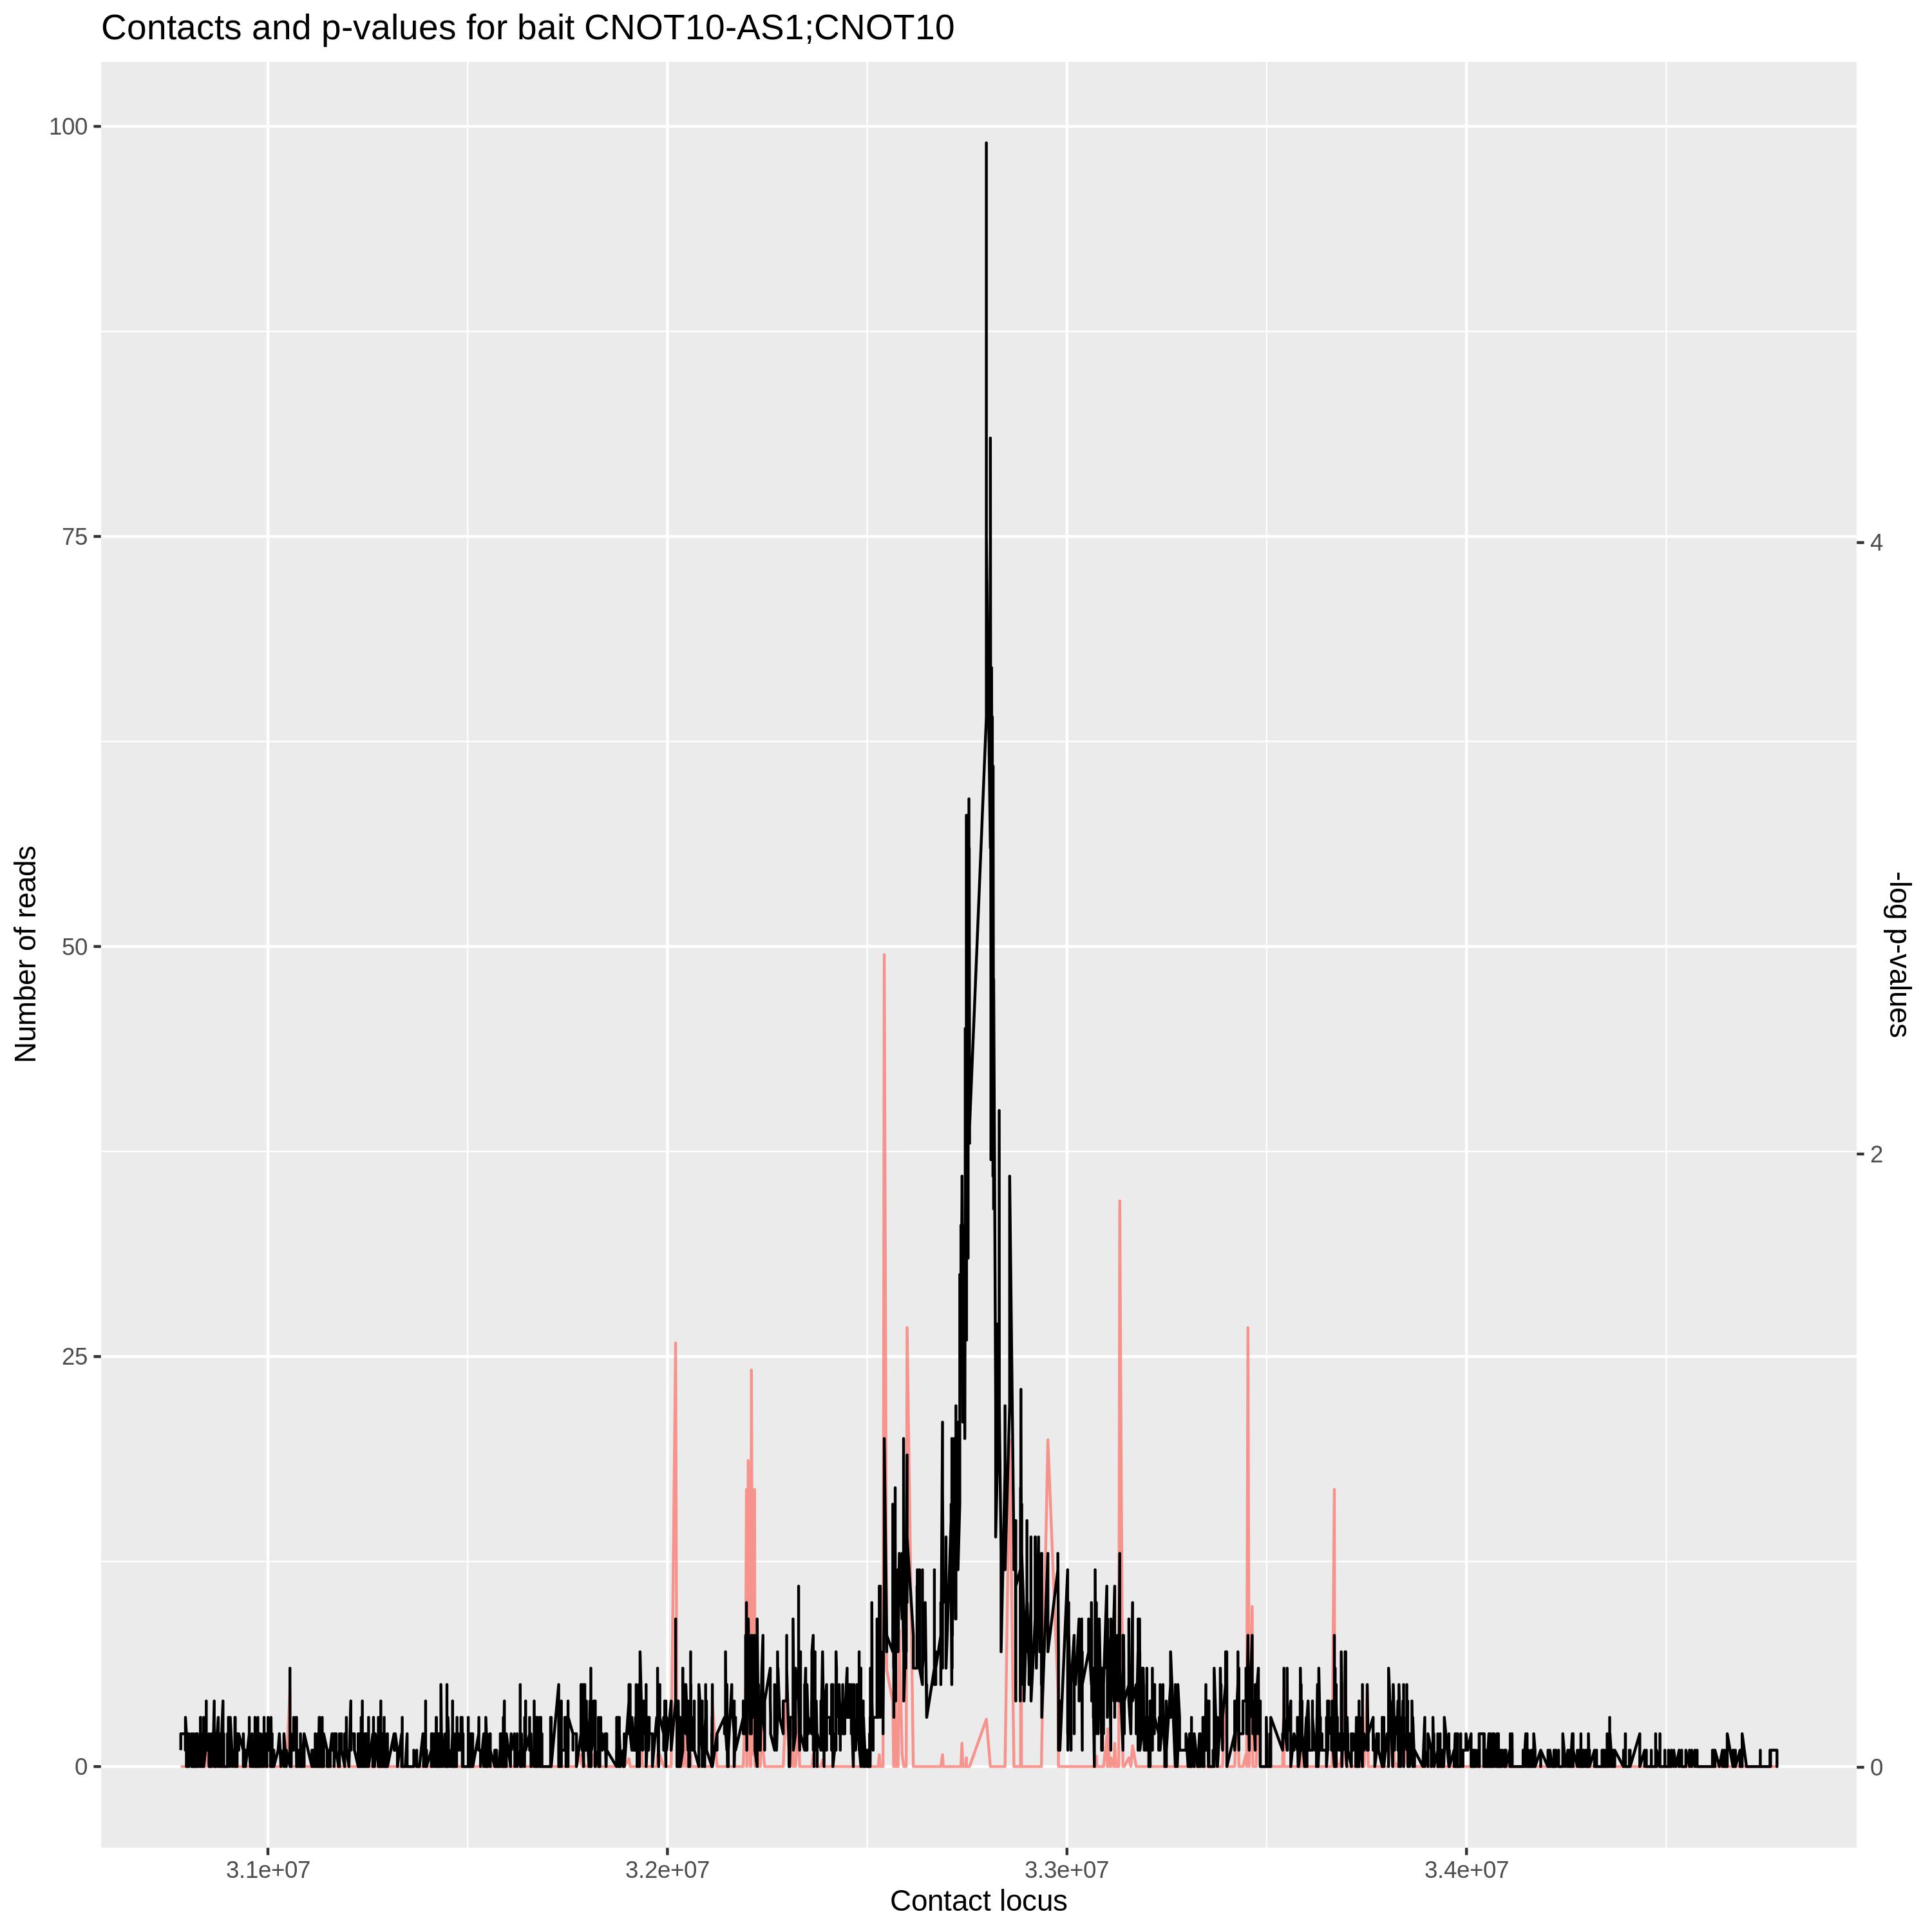 Contacts and p-values for bait CNOT10-AS1;CNOT10
100
75
50
25
0
Number of reads
4
2
0
-log p-values
3.1e+07
3.2e+07
3.3e+07
3.4e+07
Contact locus